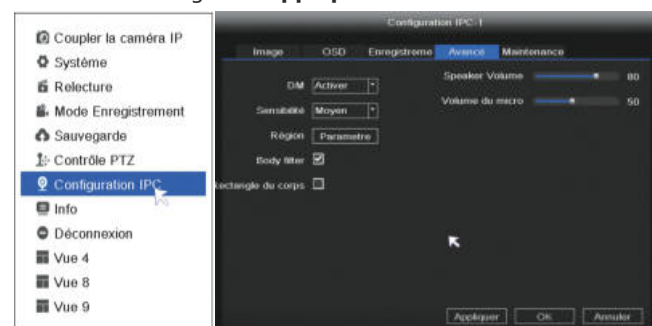 Coupler la caméra IP
Système
Relecture
Mode Enregistrement
Sauvegarde
Contrôle PTZ
Configuration IPC
Info
Déconnexion
Vue 4
Vue 8
Vue 9
Configuration IPC-1
Image OSD Enregistreme Avancé Maintenance
DM Activer
Sensibilité Moyen
Région Parametre
Body filter
Rectangle du corps
Speaker Volume 80
Volume du micro 50
Appliquer OK Annuler